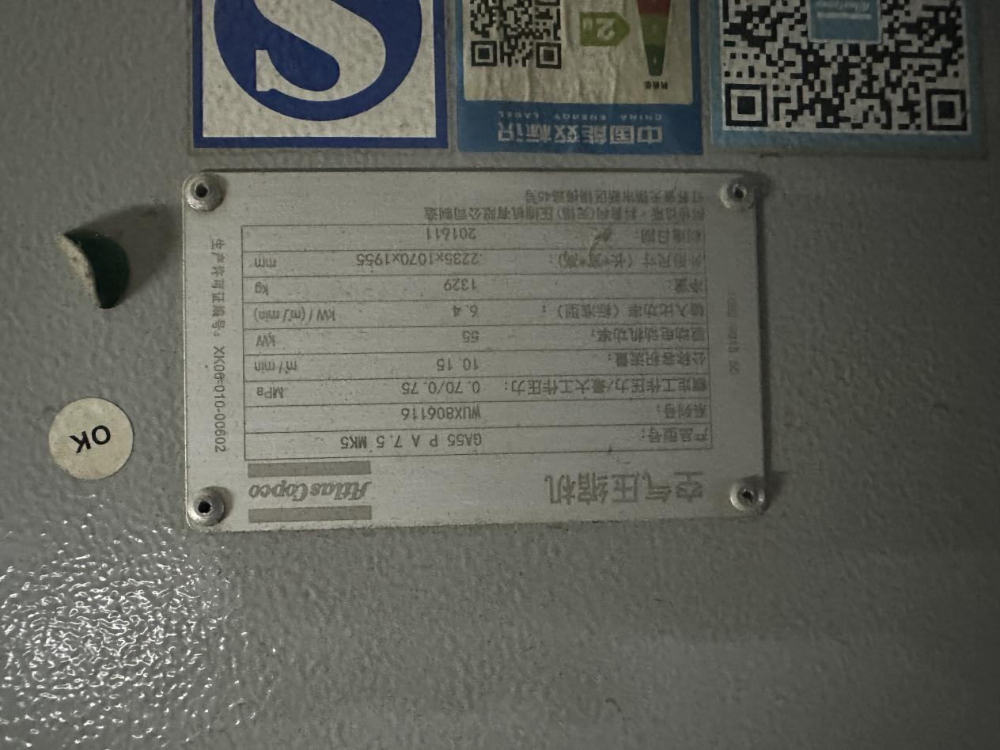 空气压缩机
Atlas Copco
产品型号: GA55 P A 7.5 MK5
系列号: WUX806116
额定工作压力/最大工作压力: 0.70/0.75 MPa
公称容积流量: 10.15 m³/min
驱动电动机功率: 55 kW
输入比功率（标准型）: 6.4 kW/(m³/min)
净重: 1329 kg
外形尺寸（长*宽*高）: 2235x1070x1955 mm
制造日期: 201611
阿特拉斯·科普柯(无锡)压缩机有限公司制造
江苏省无锡市新区锡梅路45号
生产许可证编号: XK06-010-00602
OK
中国能效标识
CHINA ENERGY LABEL
2